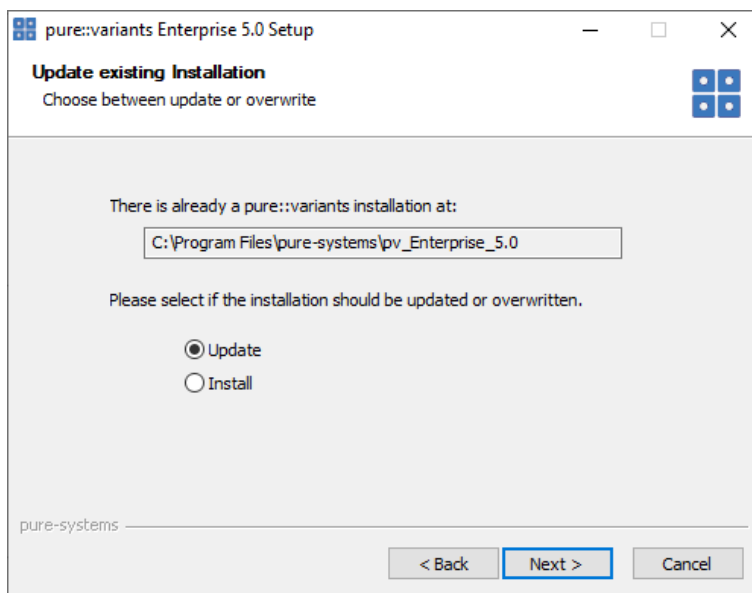 pure::variants Enterprise 5.0 Setup
Update existing Installation
Choose between update or overwrite
There is already a pure::variants installation at:
C:\Program Files\pure-systems\pv_Enterprise_5.0
Please select if the installation should be updated or overwritten.
Update
Install
pure-systems
< Back Next > Cancel